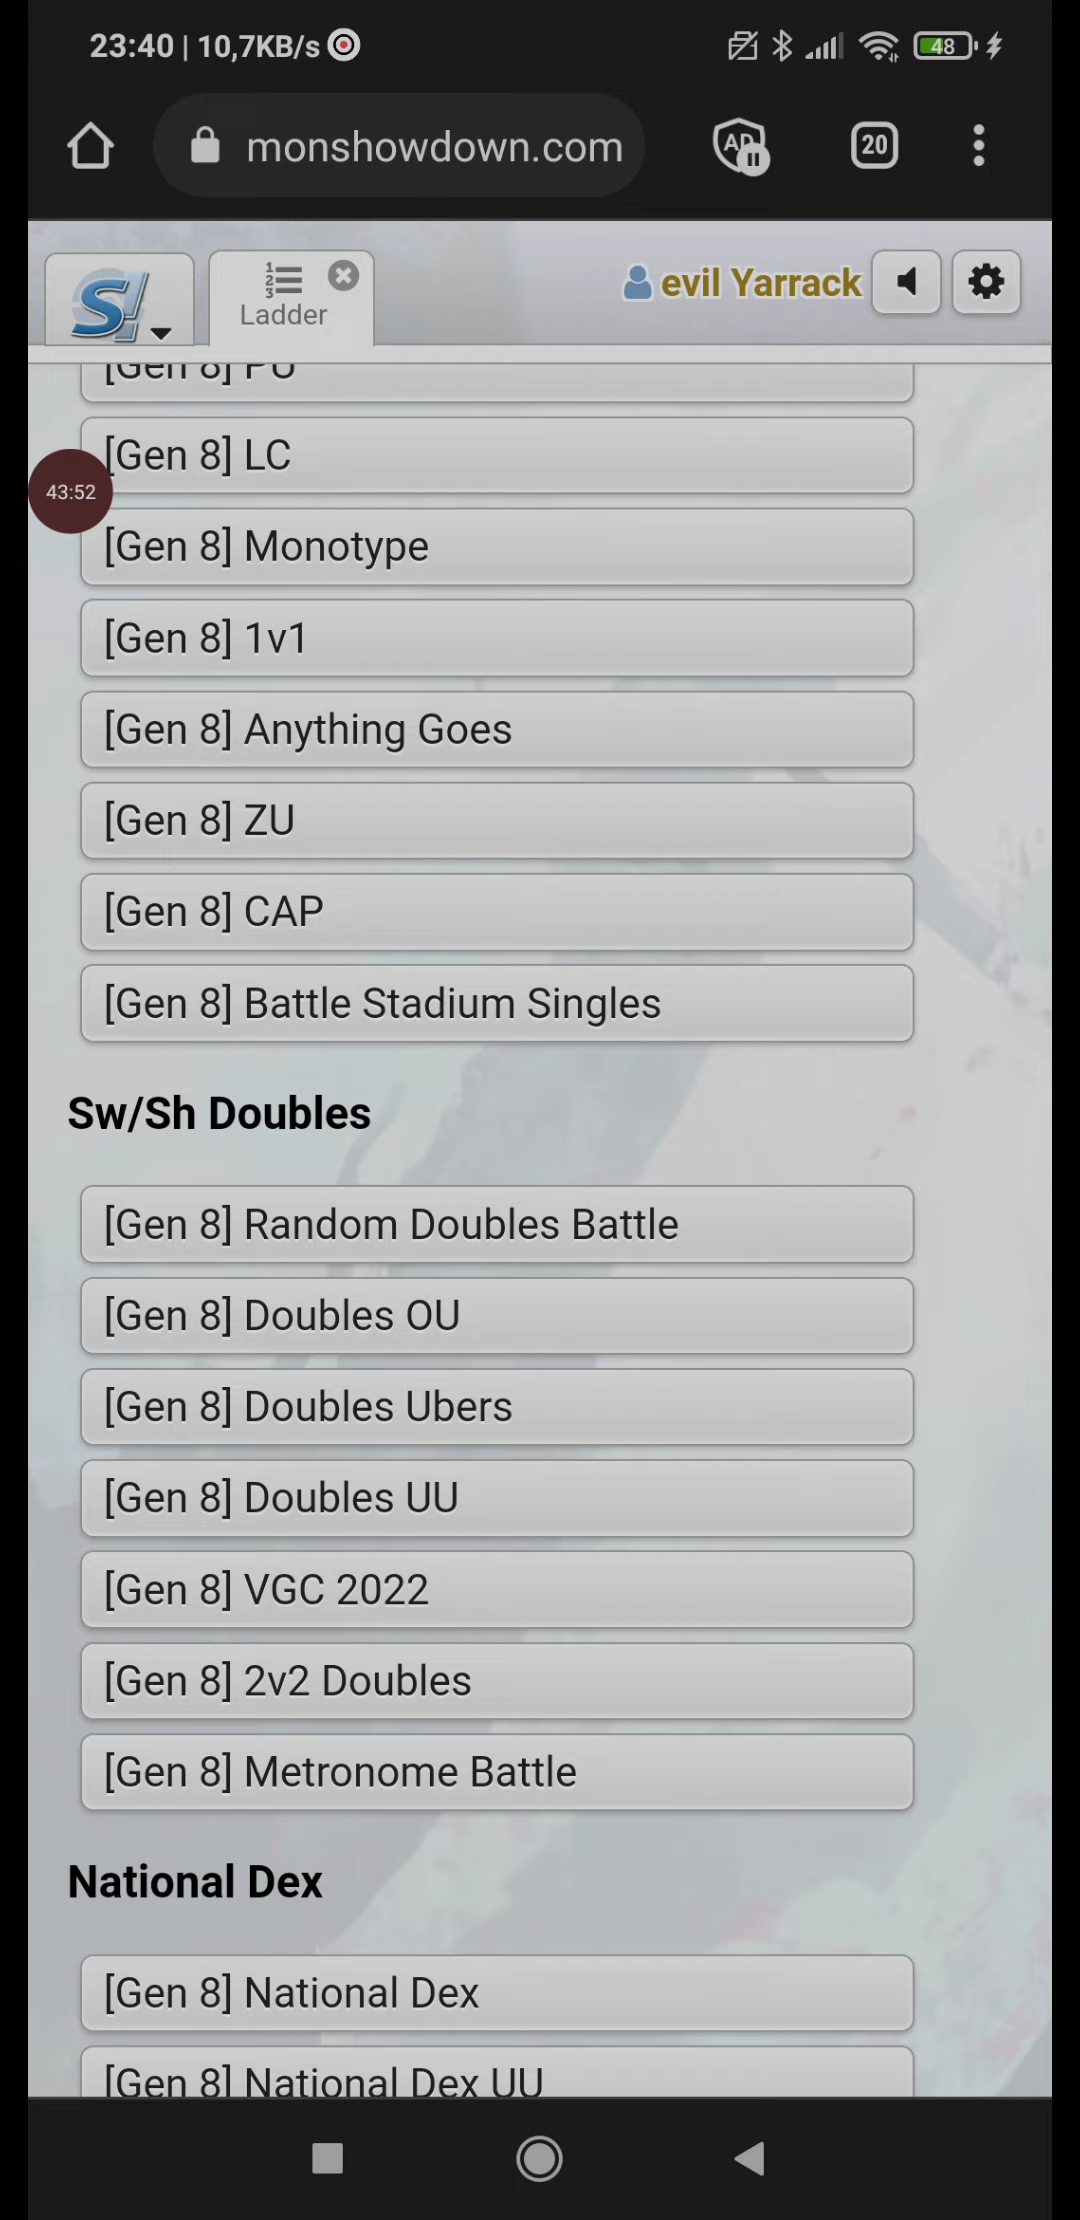 23:40 | 10,7KB/s
48
monshowdown.com
AD
20
Ladder
evil Yarrack
[Gen 8] PU
[Gen 8] LC
43:52
[Gen 8] Monotype
[Gen 8] 1v1
[Gen 8] Anything Goes
[Gen 8] ZU
[Gen 8] CAP
[Gen 8] Battle Stadium Singles
Sw/Sh Doubles
[Gen 8] Random Doubles Battle
[Gen 8] Doubles OU
[Gen 8] Doubles Ubers
[Gen 8] Doubles UU
[Gen 8] VGC 2022
[Gen 8] 2v2 Doubles
[Gen 8] Metronome Battle
National Dex
[Gen 8] National Dex
[Gen 8] National Dex UU